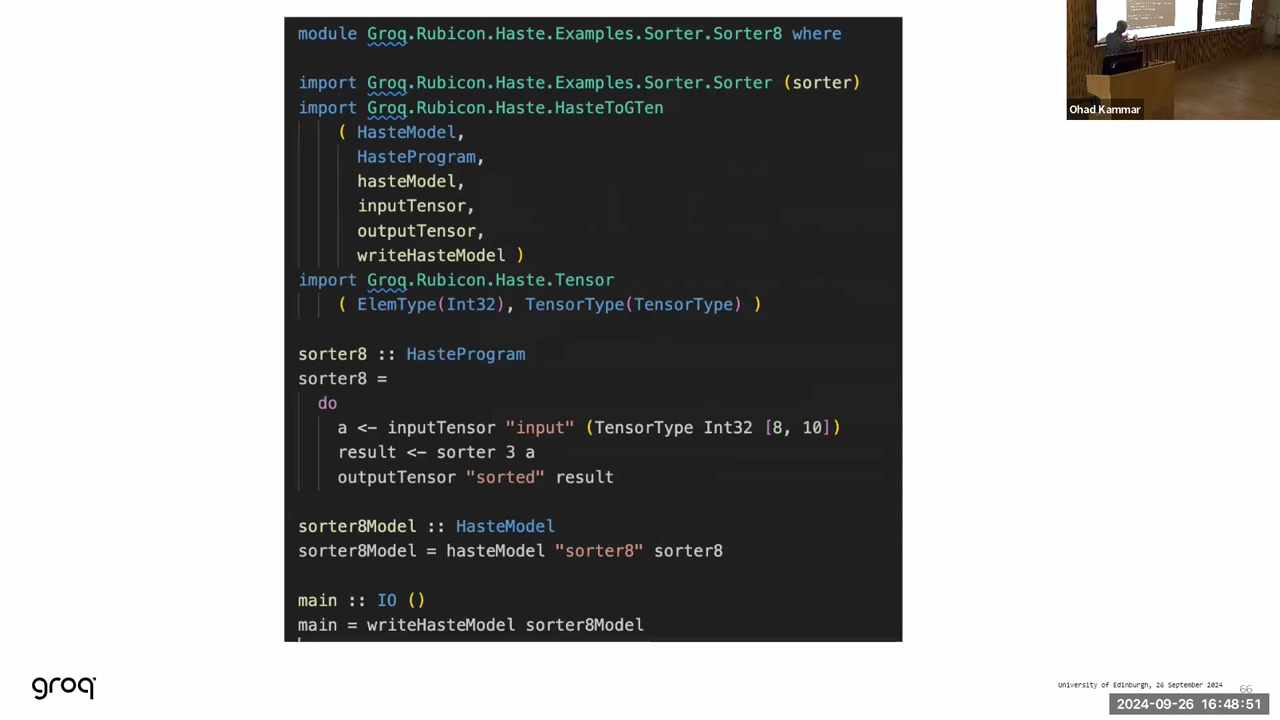 module Groq.Rubicon.Haste.Examples.Sorter.Sorter8 where
import Groq.Rubicon.Haste.Examples.Sorter.Sorter (sorter)
import Groq.Rubicon.Haste.HasteToGTen
( HasteModel,
HasteProgram,
hasteModel,
inputTensor,
outputTensor,
writeHasteModel )
import Groq.Rubicon.Haste.Tensor
( ElemType(Int32), TensorType(TensorType) )
sorter8 :: HasteProgram
sorter8 =
do
a <- inputTensor "input" (TensorType Int32 [8, 10])
result <- sorter 3 a
outputTensor "sorted" result
sorter8Model :: HasteModel
sorter8Model = hasteModel "sorter8" sorter8
main :: IO ()
main = writeHasteModel sorter8Model
Ohad Kammar
groq
University of Edinburgh, 26 September 2024
66
2024-09-26 16:48:51